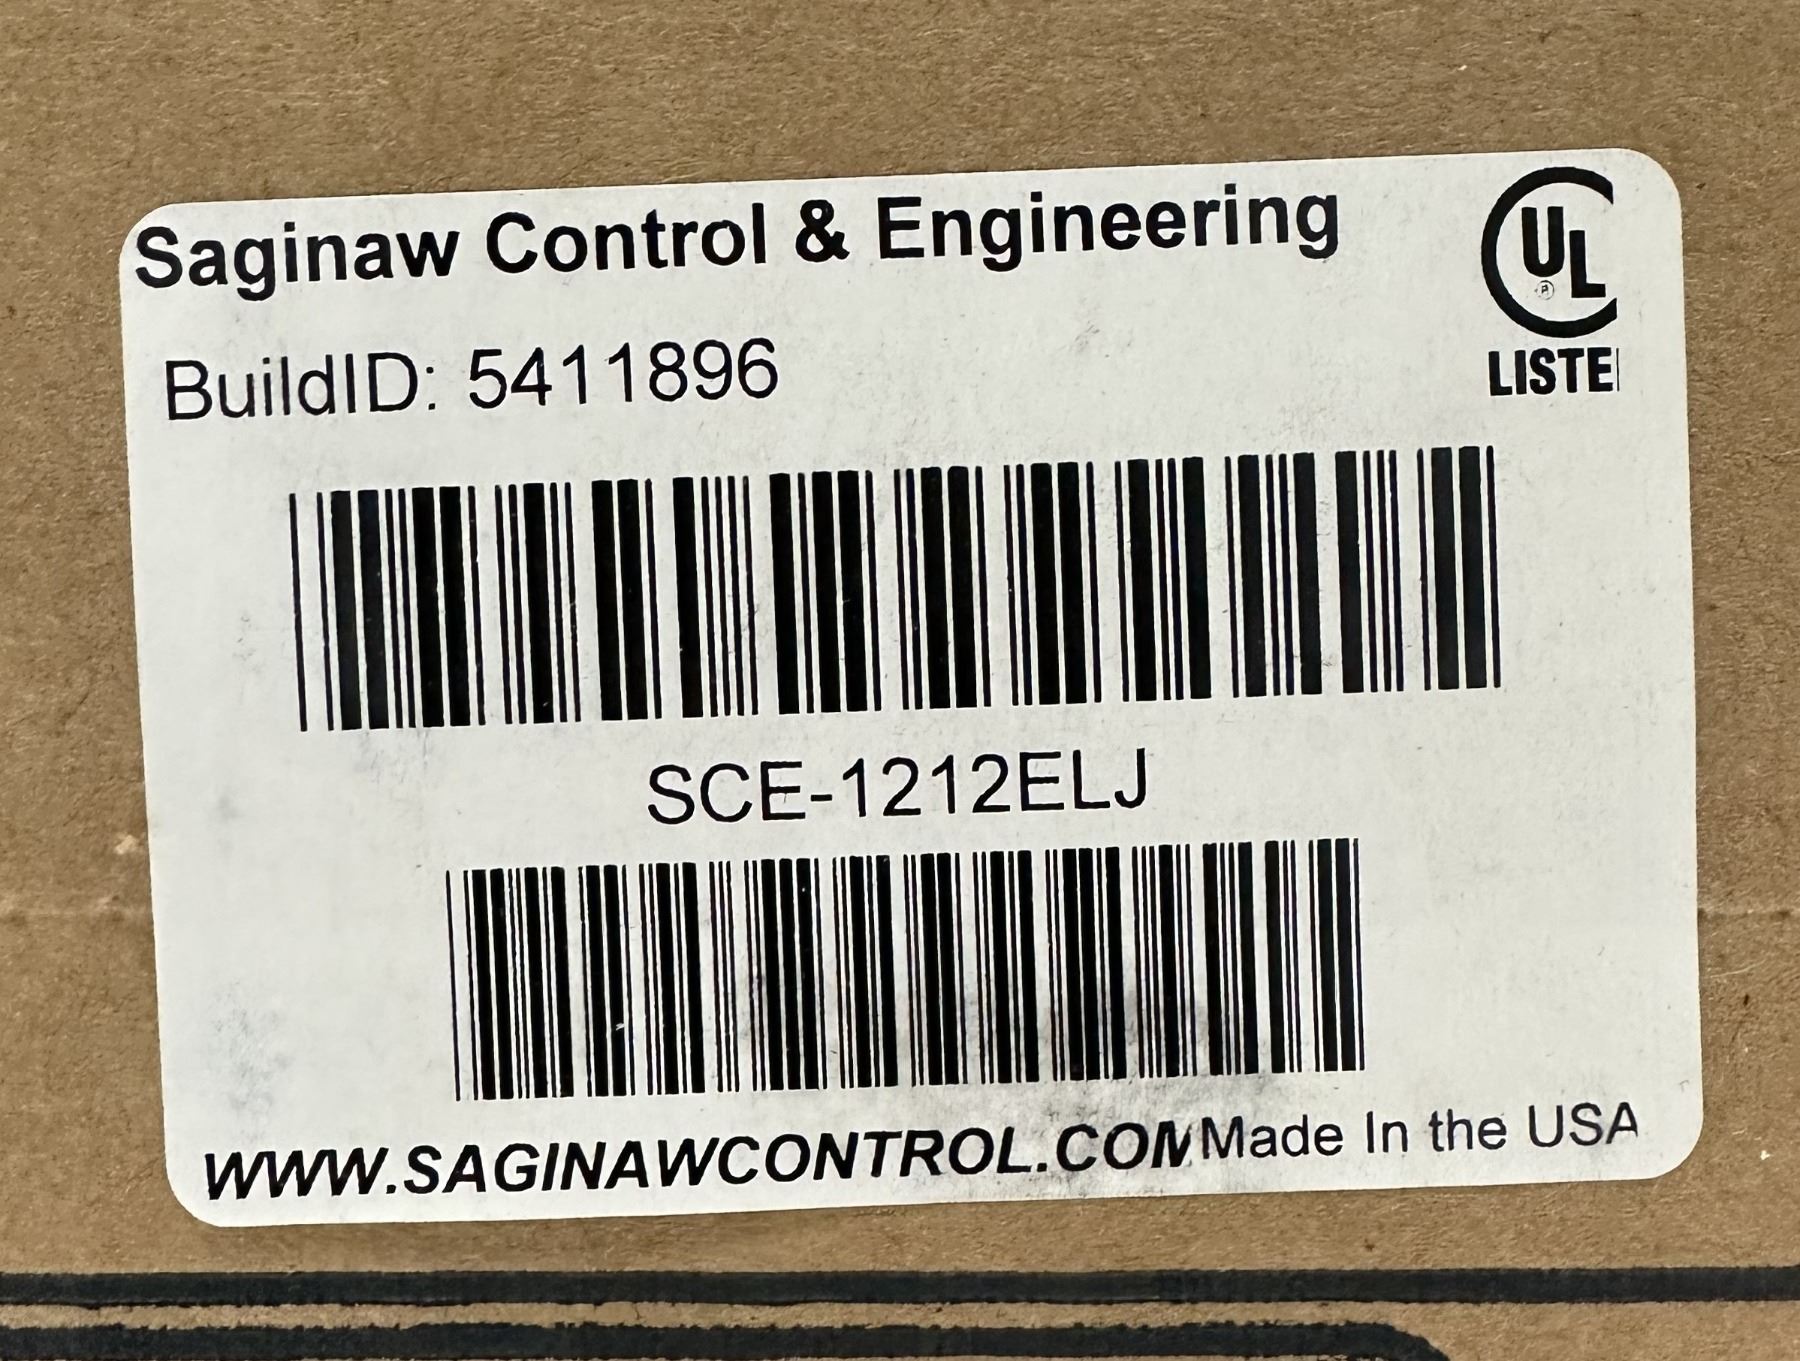 Saginaw Control & Engineering
UL
®
LISTE
BuildID: 5411896
SCE-1212ELJ
WWW.SAGINAWCONTROL.COM Made In the USA